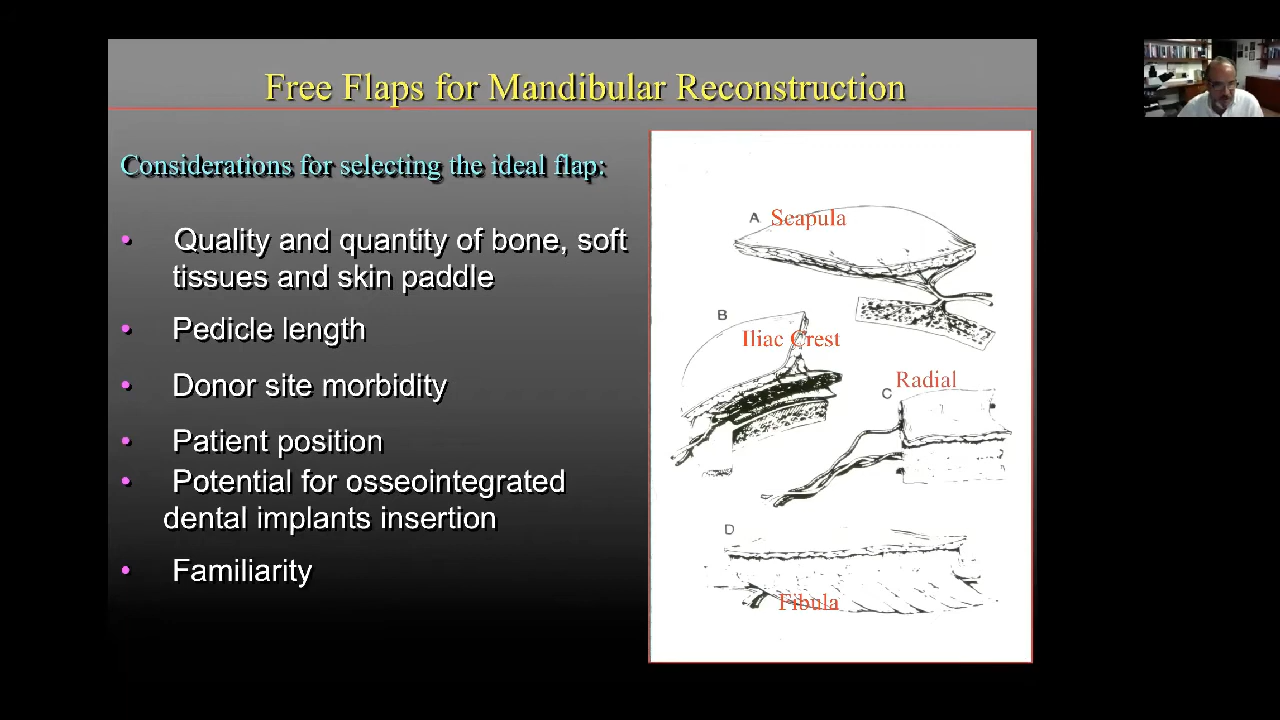 Free Flaps for Mandibular Reconstruction
Considerations for selecting the ideal flap:
• Quality and quantity of bone, soft
tissues and skin paddle
• Pedicle length
• Donor site morbidity
• Patient position
• Potential for osseointegrated
dental implants insertion
• Familiarity
A Scapula
B
Iliac Crest
Radial
C
D
Fibula